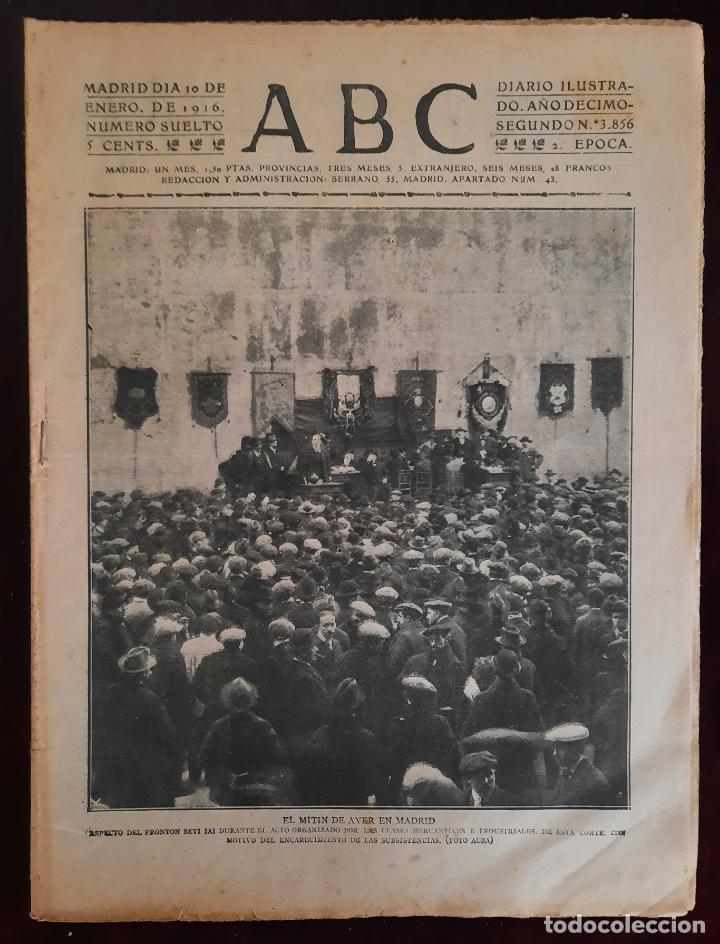 MADRID DIA 10 DE
ENERO. DE 1916.
NUMERO SUELTO
5 CENTS.
ABC
DIARIO ILUSTRA-
DO. AÑO DECIMO-
SEGUNDO N.º 3.856
2.ª EPOCA.
MADRID: UN MES, 1,50 PTAS. PROVINCIAS, TRES MESES, 5. EXTRANJERO, SEIS MESES, 28 FRANCOS
REDACCION Y ADMINISTRACION: SERRANO, 55, MADRID. APARTADO NUM. 43.
EL MITIN DE AYER EN MADRID
ASPECTO DEL FRONTON BETI JAI DURANTE EL ACTO ORGANIZADO POR LAS CLASES MERCANTILES E INDUSTRIALES. DE ESTA CORTE. CON
MOTIVO DEL ENCARECIMIENTO DE LAS SUBSISTENCIAS. (FOTO ALBA)
todocoleccion.net